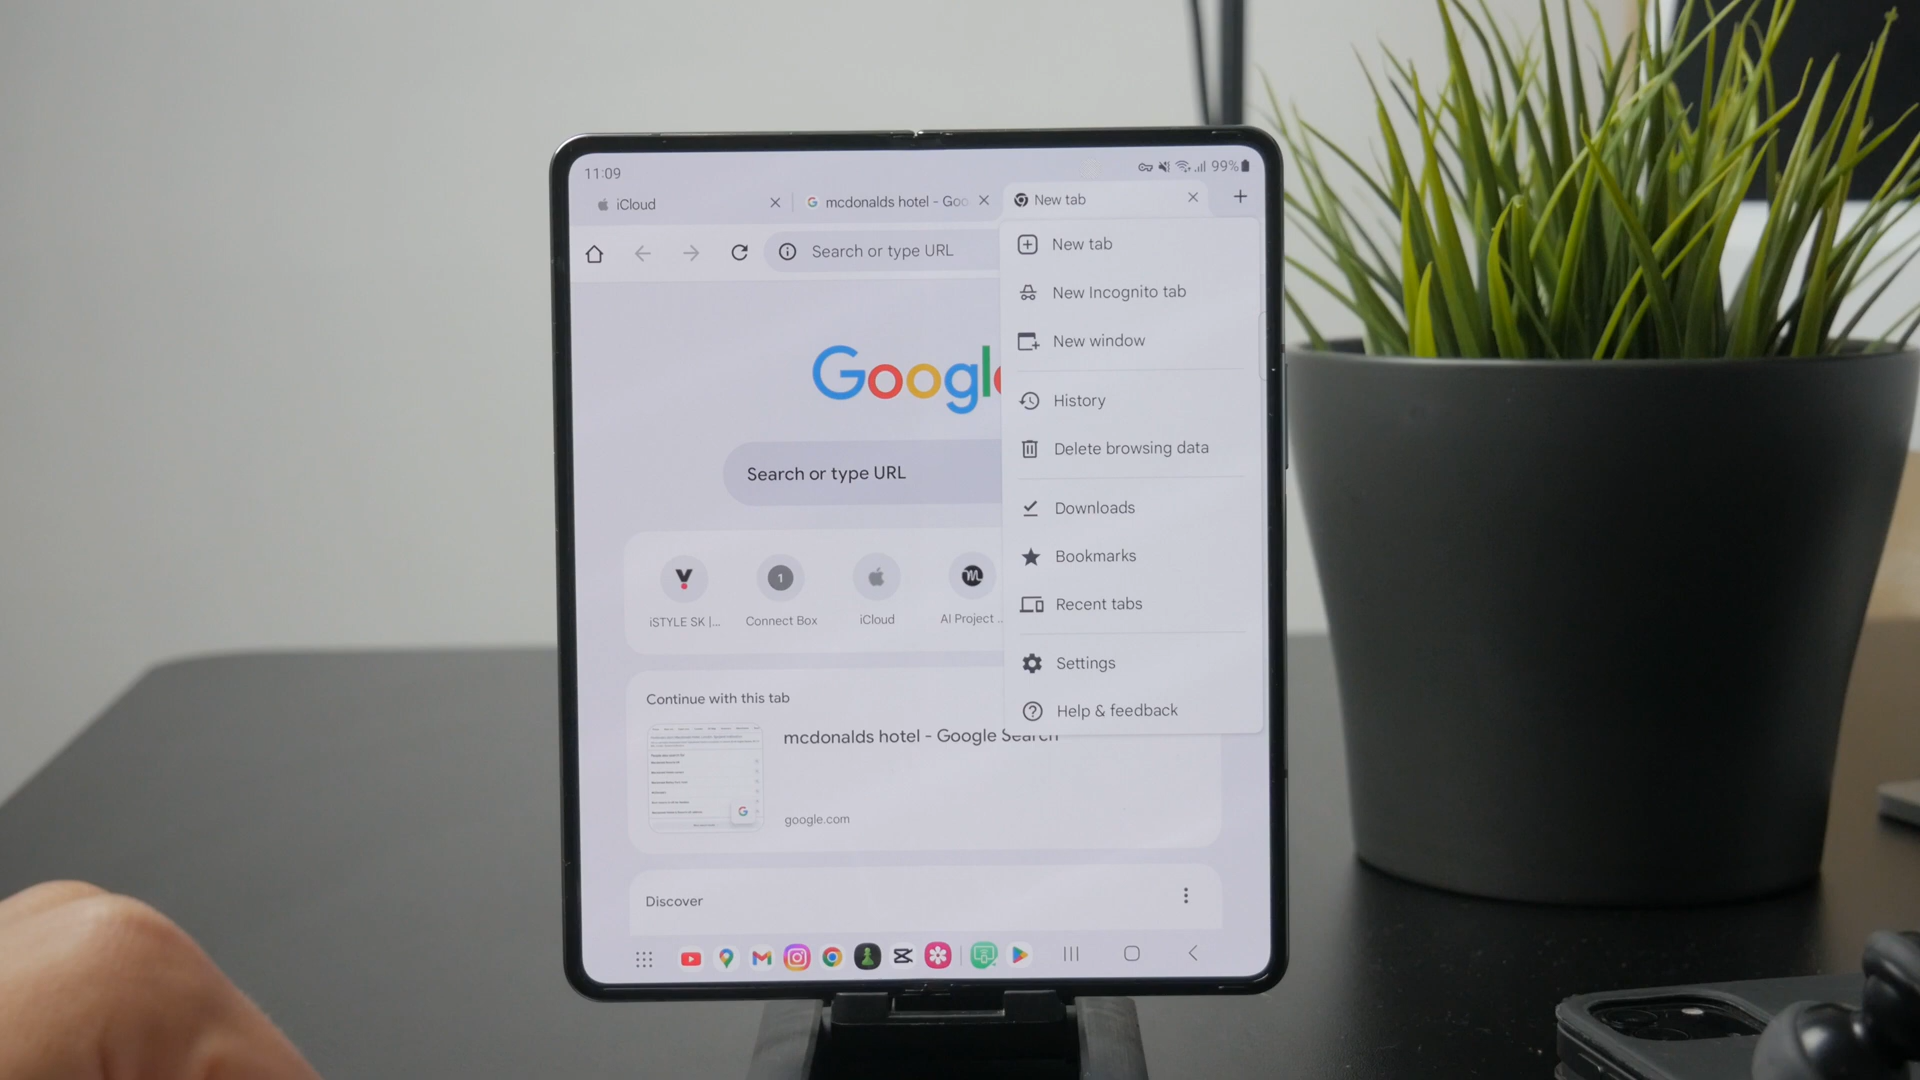 11:09
99%
iCloud
mcdonalds hotel - Goo
New tab
Search or type URL
New tab
New Incognito tab
New window
History
Delete browsing data
Downloads
Bookmarks
Recent tabs
Settings
Help & feedback
Google
Search or type URL
1
iSTYLE SK |...
Connect Box
iCloud
AI Project ..
Continue with this tab
mcdonalds hotel - Google Search
google.com
Discover